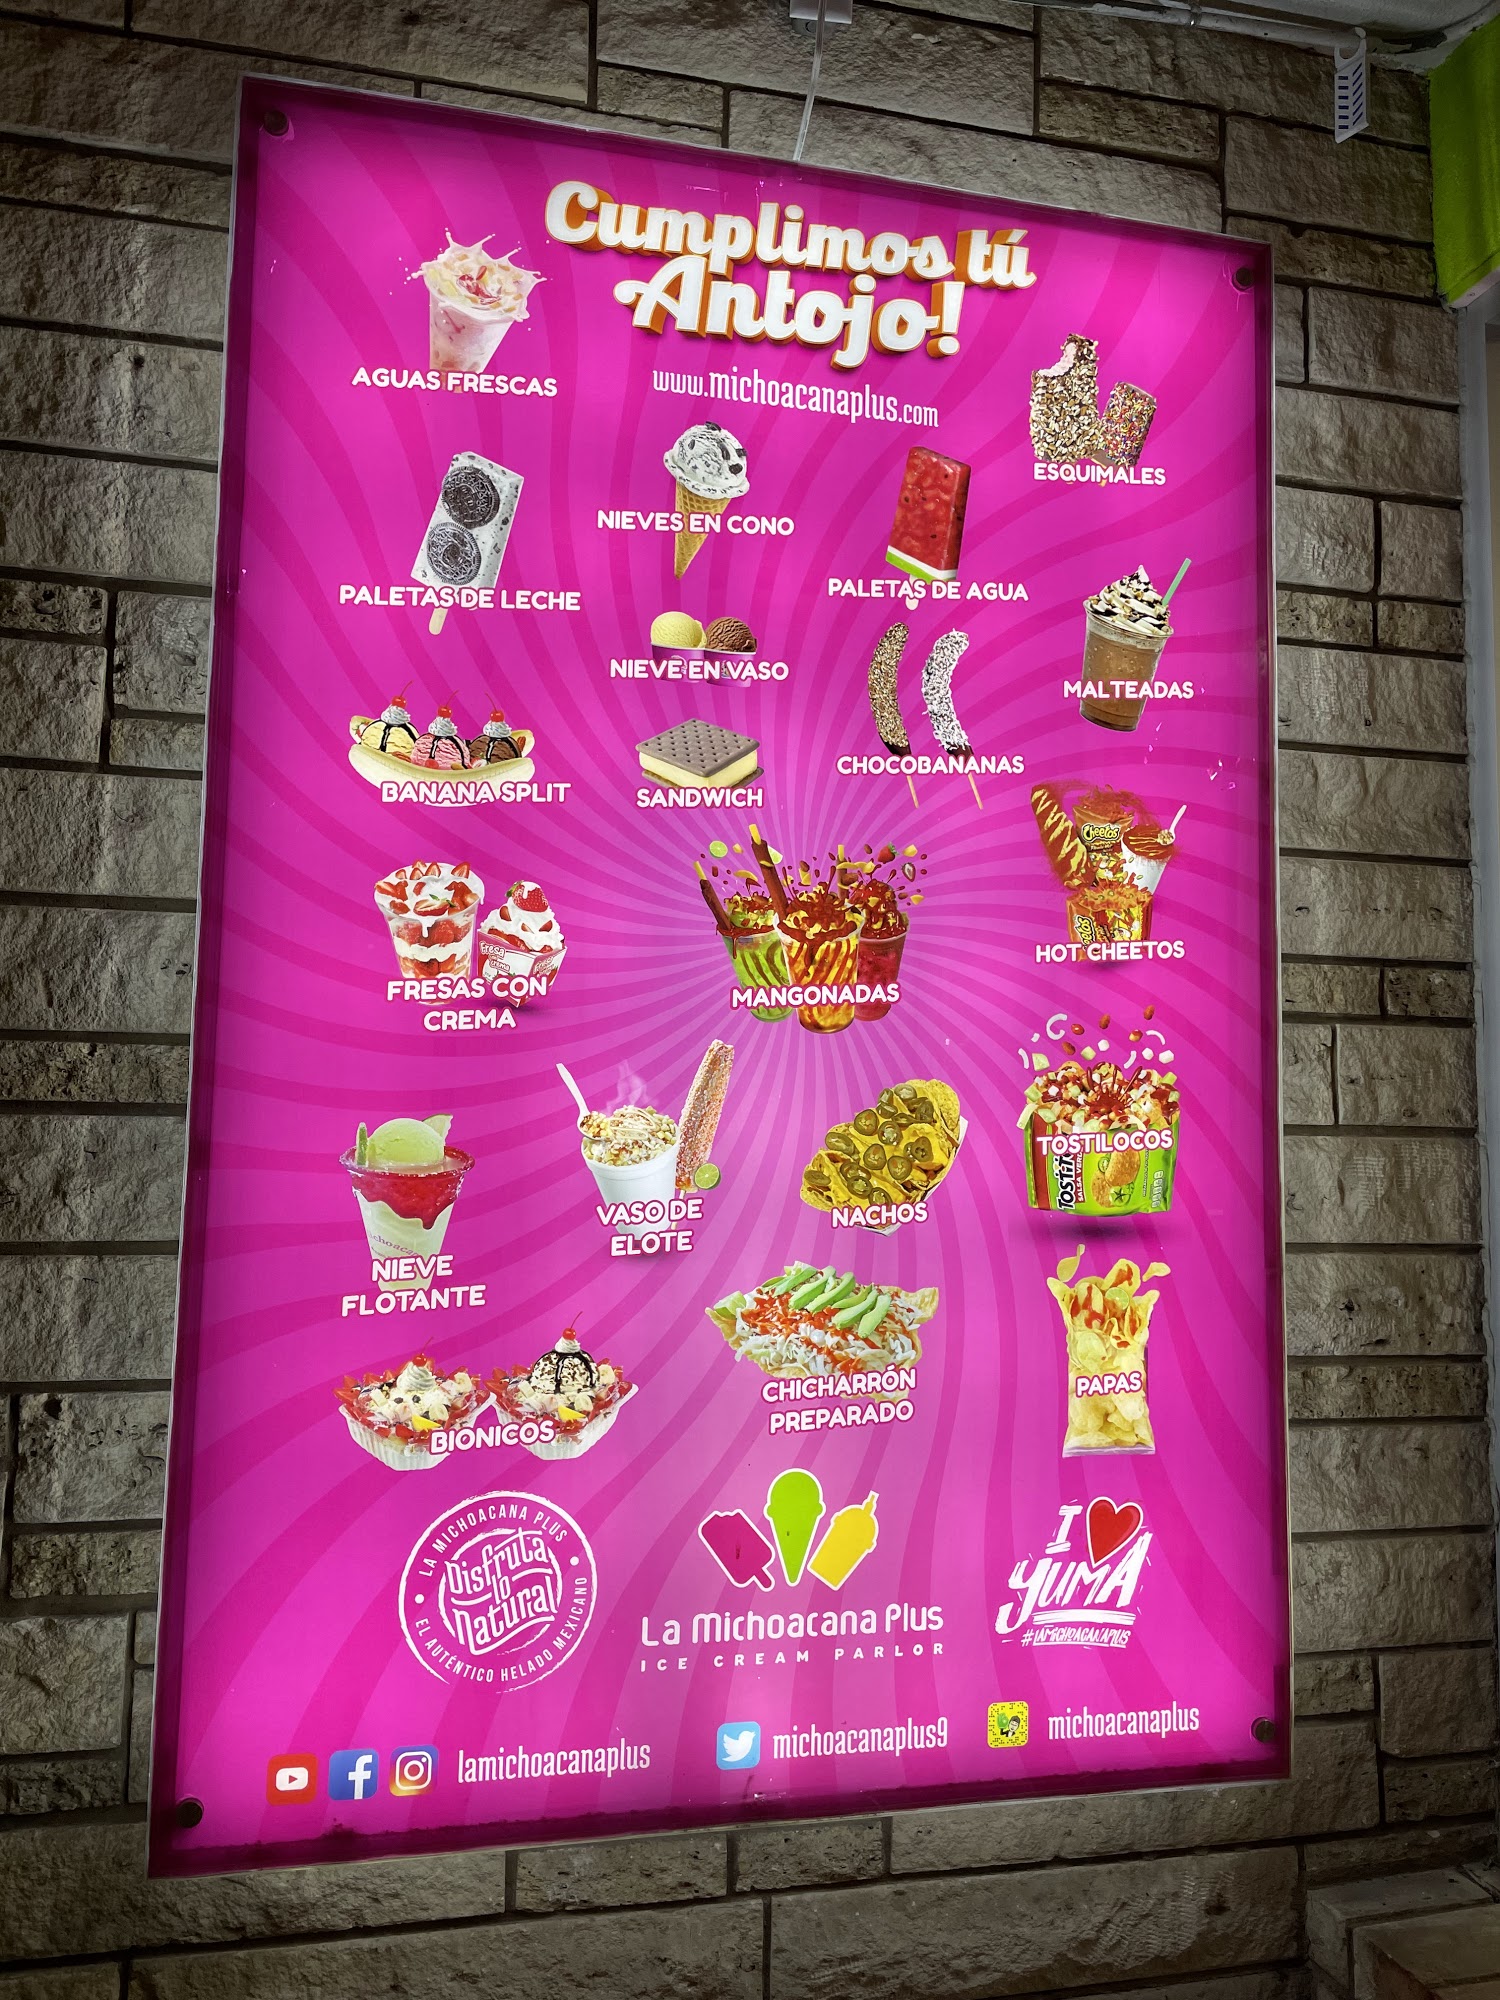 Cumplimos tú
Antojo!
www.michoacanaplus.com
AGUAS FRESCAS
ESQUIMALES
NIEVES EN CONO
PALETAS DE LECHE
PALETAS DE AGUA
NIEVE EN VASO
MALTEADAS
CHOCOBANANAS
BANANA SPLIT
SANDWICH
Cheetos
HOT CHEETOS
FRESAS CON
CREMA
MANGONADAS
TOSTILOCOS
SALSA VERDE
VASO DE
ELOTE
NACHOS
NIEVE
FLOTANTE
CHICHARRÓN
PREPARADO
PAPAS
BIONICOS
LA MICHOACANA PLUS
Disfruta
lo
Natural
EL AUTÉNTICO HELADO MEXICANO
La Michoacana Plus
ICE CREAM PARLOR
I
YUMA
#LAMICHOACANAPLUS
lamichoacanaplus
michoacanaplus9
michoacanaplus